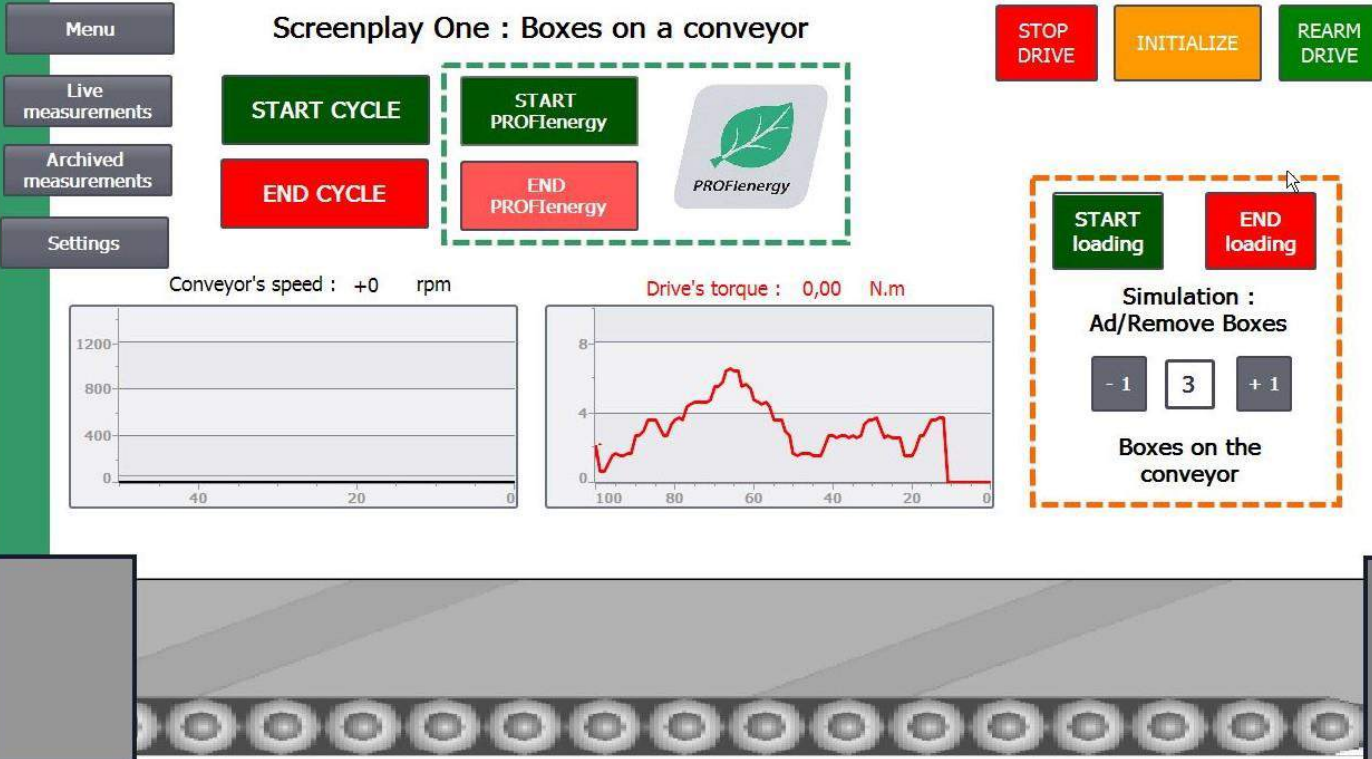 Menu
Screenplay One : Boxes on a conveyor
STOP
DRIVE
INITIALIZE
REARM
DRIVE
Live
measurements
START CYCLE
START
PROFIenergy
Archived
measurements
END CYCLE
END
PROFIenergy
PROFIenergy
Settings
START
loading
END
loading
Conveyor's speed : +0 rpm
Drive's torque : 0,00 N.m
Simulation :
Ad/Remove Boxes
- 1
3
+ 1
Boxes on the
conveyor
1200
800
400
0
40 20 0
8
4
0
100 80 60 40 20 0